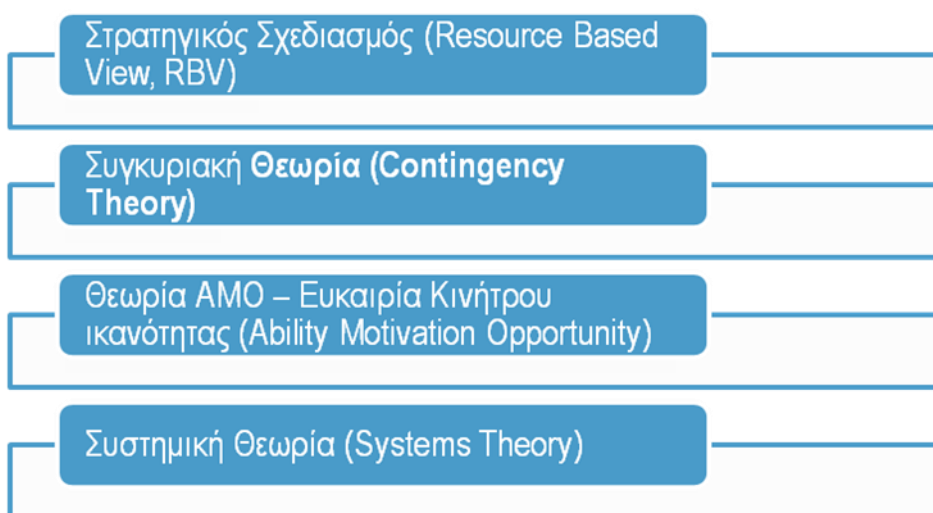 Στρατηγικός Σχεδιασμός (Resource Based
View, RBV)
Συγκυριακή Θεωρία (Contingency
Theory)
Θεωρία ΑΜΟ – Ευκαιρία Κινήτρου
ικανότητας (Ability Motivation Opportunity)
Συστημική Θεωρία (Systems Theory)